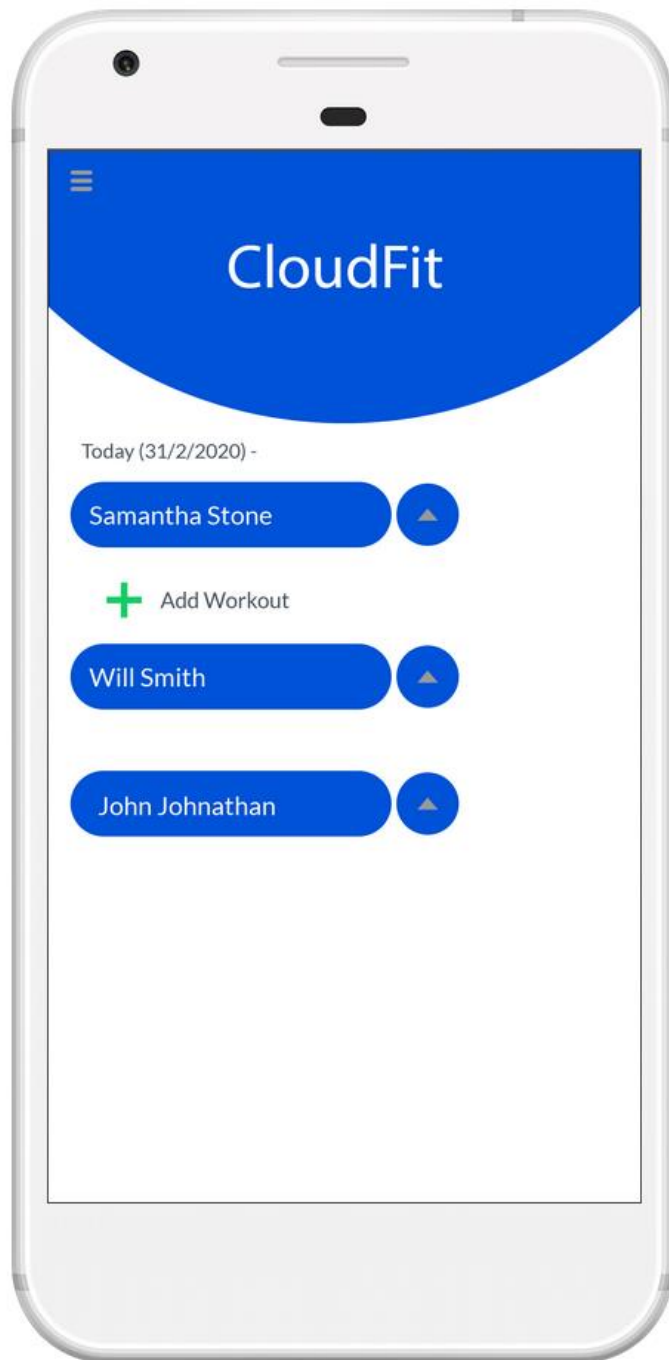 CloudFit
Today (31/2/2020) -
Samantha Stone
Add Workout
Will Smith
John Johnathan